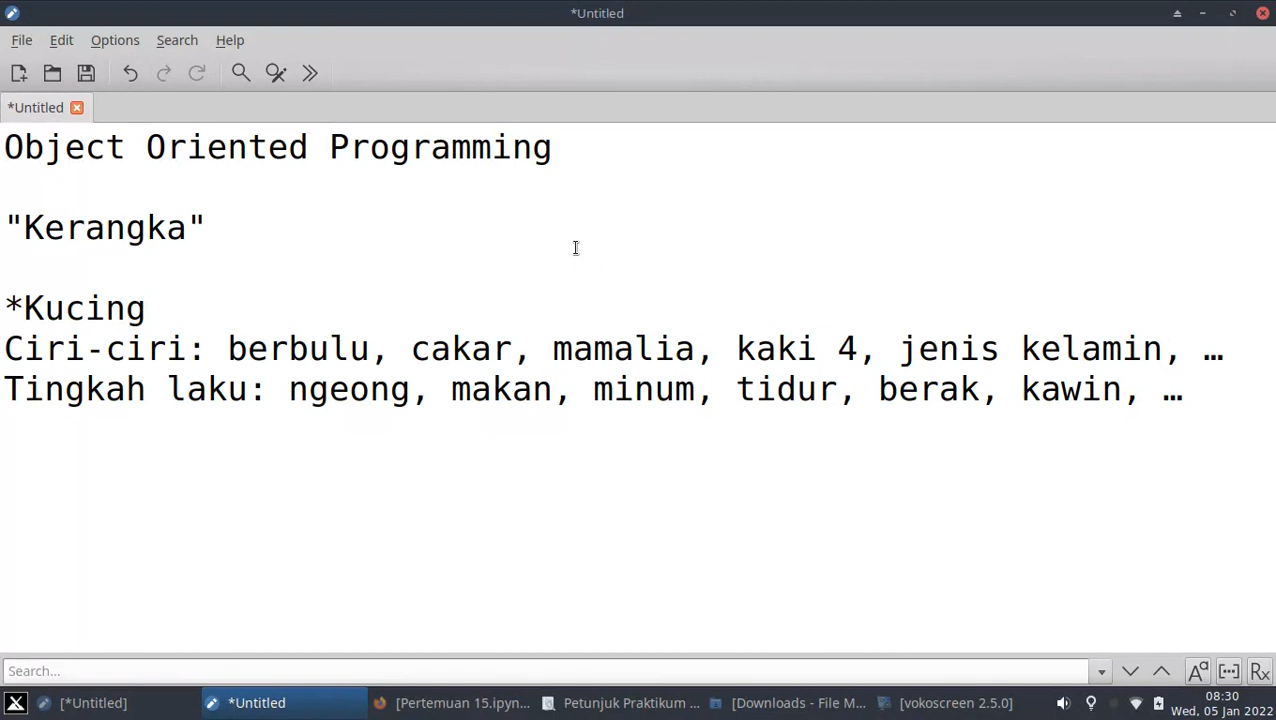 *Untitled
File Edit Options Search Help
*Untitled
Object Oriented Programming
"Kerangka"
*Kucing
Ciri-ciri: berbulu, cakar, mamalia, kaki 4, jenis kelamin, …
Tingkah laku: ngeong, makan, minum, tidur, berak, kawin, …
Search...
[*Untitled] *Untitled [Pertemuan 15.ipyn... Petunjuk Praktikum ... [Downloads - File M... [vokoscreen 2.5.0] 08:30
Wed, 05 Jan 2022